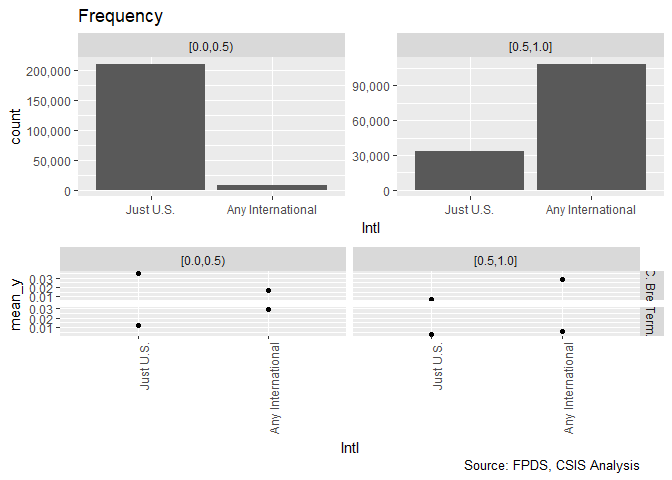 Frequency
[0.0,0.5)
[0.5,1.0]
count
200,000
150,000
100,000
50,000
0
90,000
60,000
30,000
0
Just U.S.
Any International
Just U.S.
Any International
Intl
[0.0,0.5)
[0.5,1.0]
mean_y
0.03
0.02
0.01
0.03
0.02
0.01
Bre
Term.
Just U.S.
Any International
Just U.S.
Any International
Intl
Source: FPDS, CSIS Analysis